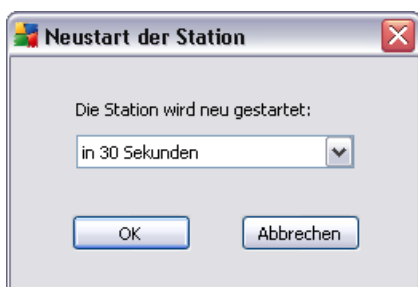 Neustart der Station
Die Station wird neu gestartet:
in 30 Sekunden
OK
Abbrechen